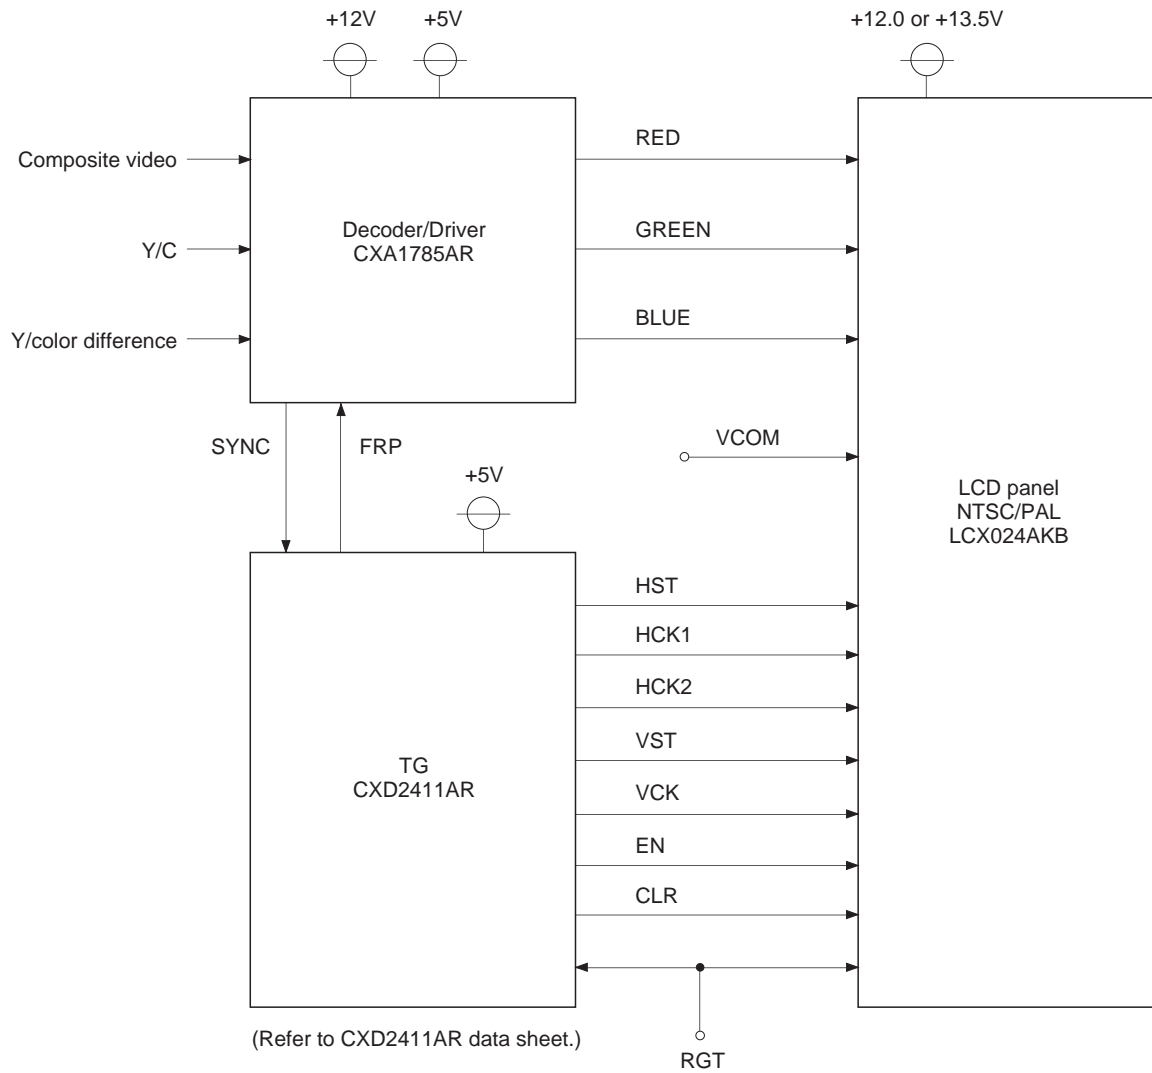 +12V
+5V
+12.0 or +13.5V
Composite video
Y/C
Y/color difference
Decoder/Driver
CXA1785AR
RED
GREEN
BLUE
SYNC
FRP
VCOM
+5V
LCD panel
NTSC/PAL
LCX024AKB
TG
CXD2411AR
HST
HCK1
HCK2
VST
VCK
EN
CLR
RGT
(Refer to CXD2411AR data sheet.)